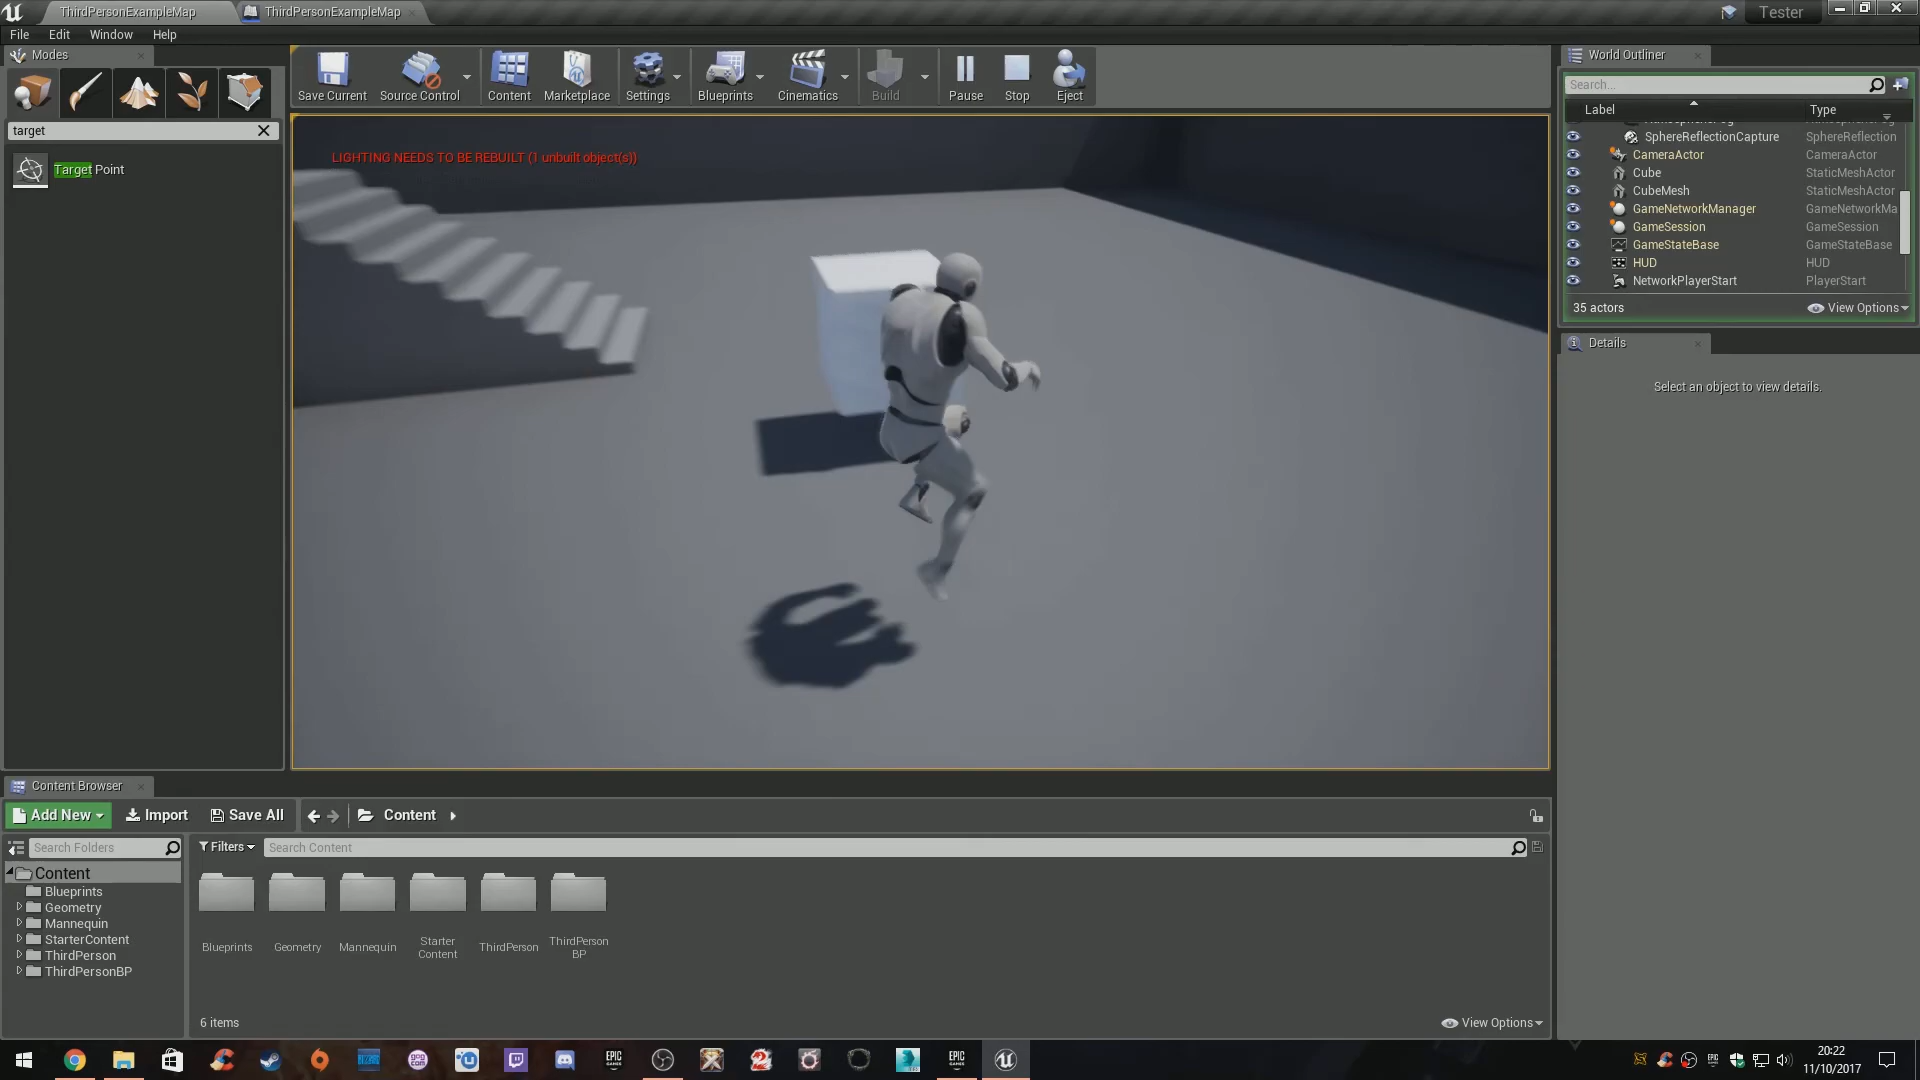 ThirdPersonExampleMap
ThirdPersonExampleMap
Tester
File Edit Window Help
Modes
target
Target Point
Save Current
Source Control
Content
Marketplace
Settings
Blueprints
Cinematics
Build
Pause
Stop
Eject
LIGHTING NEEDS TO BE REBUILT (1 unbuilt object(s))
World Outliner
Search...
Label Type
SphereReflectionCapture SphereReflection
CameraActor CameraActor
Cube StaticMeshActor
CubeMesh StaticMeshActor
GameNetworkManager GameNetworkMa
GameSession GameSession
GameStateBase GameStateBase
HUD HUD
NetworkPlayerStart PlayerStart
35 actors View Options
Details
Select an object to view details.
Content Browser
Add New Import Save All Content
Search Folders
Filters Search Content
Content
Blueprints
Geometry
Mannequin
StarterContent
ThirdPerson
ThirdPersonBP
Blueprints
Geometry
Mannequin
Starter
Content
ThirdPerson
ThirdPerson
BP
6 items View Options
EPIC
GAMES
EPIC
GAMES
20:22
11/10/2017